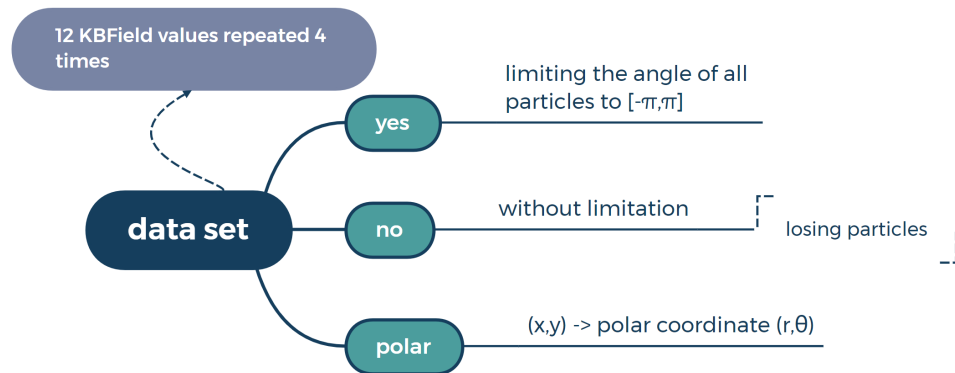 12 KBField values repeated 4
times
limiting the angle of all
particles to [-π,π]
yes
without limitation
data set
no
losing particles
(x,y) -> polar coordinate (r,θ)
polar